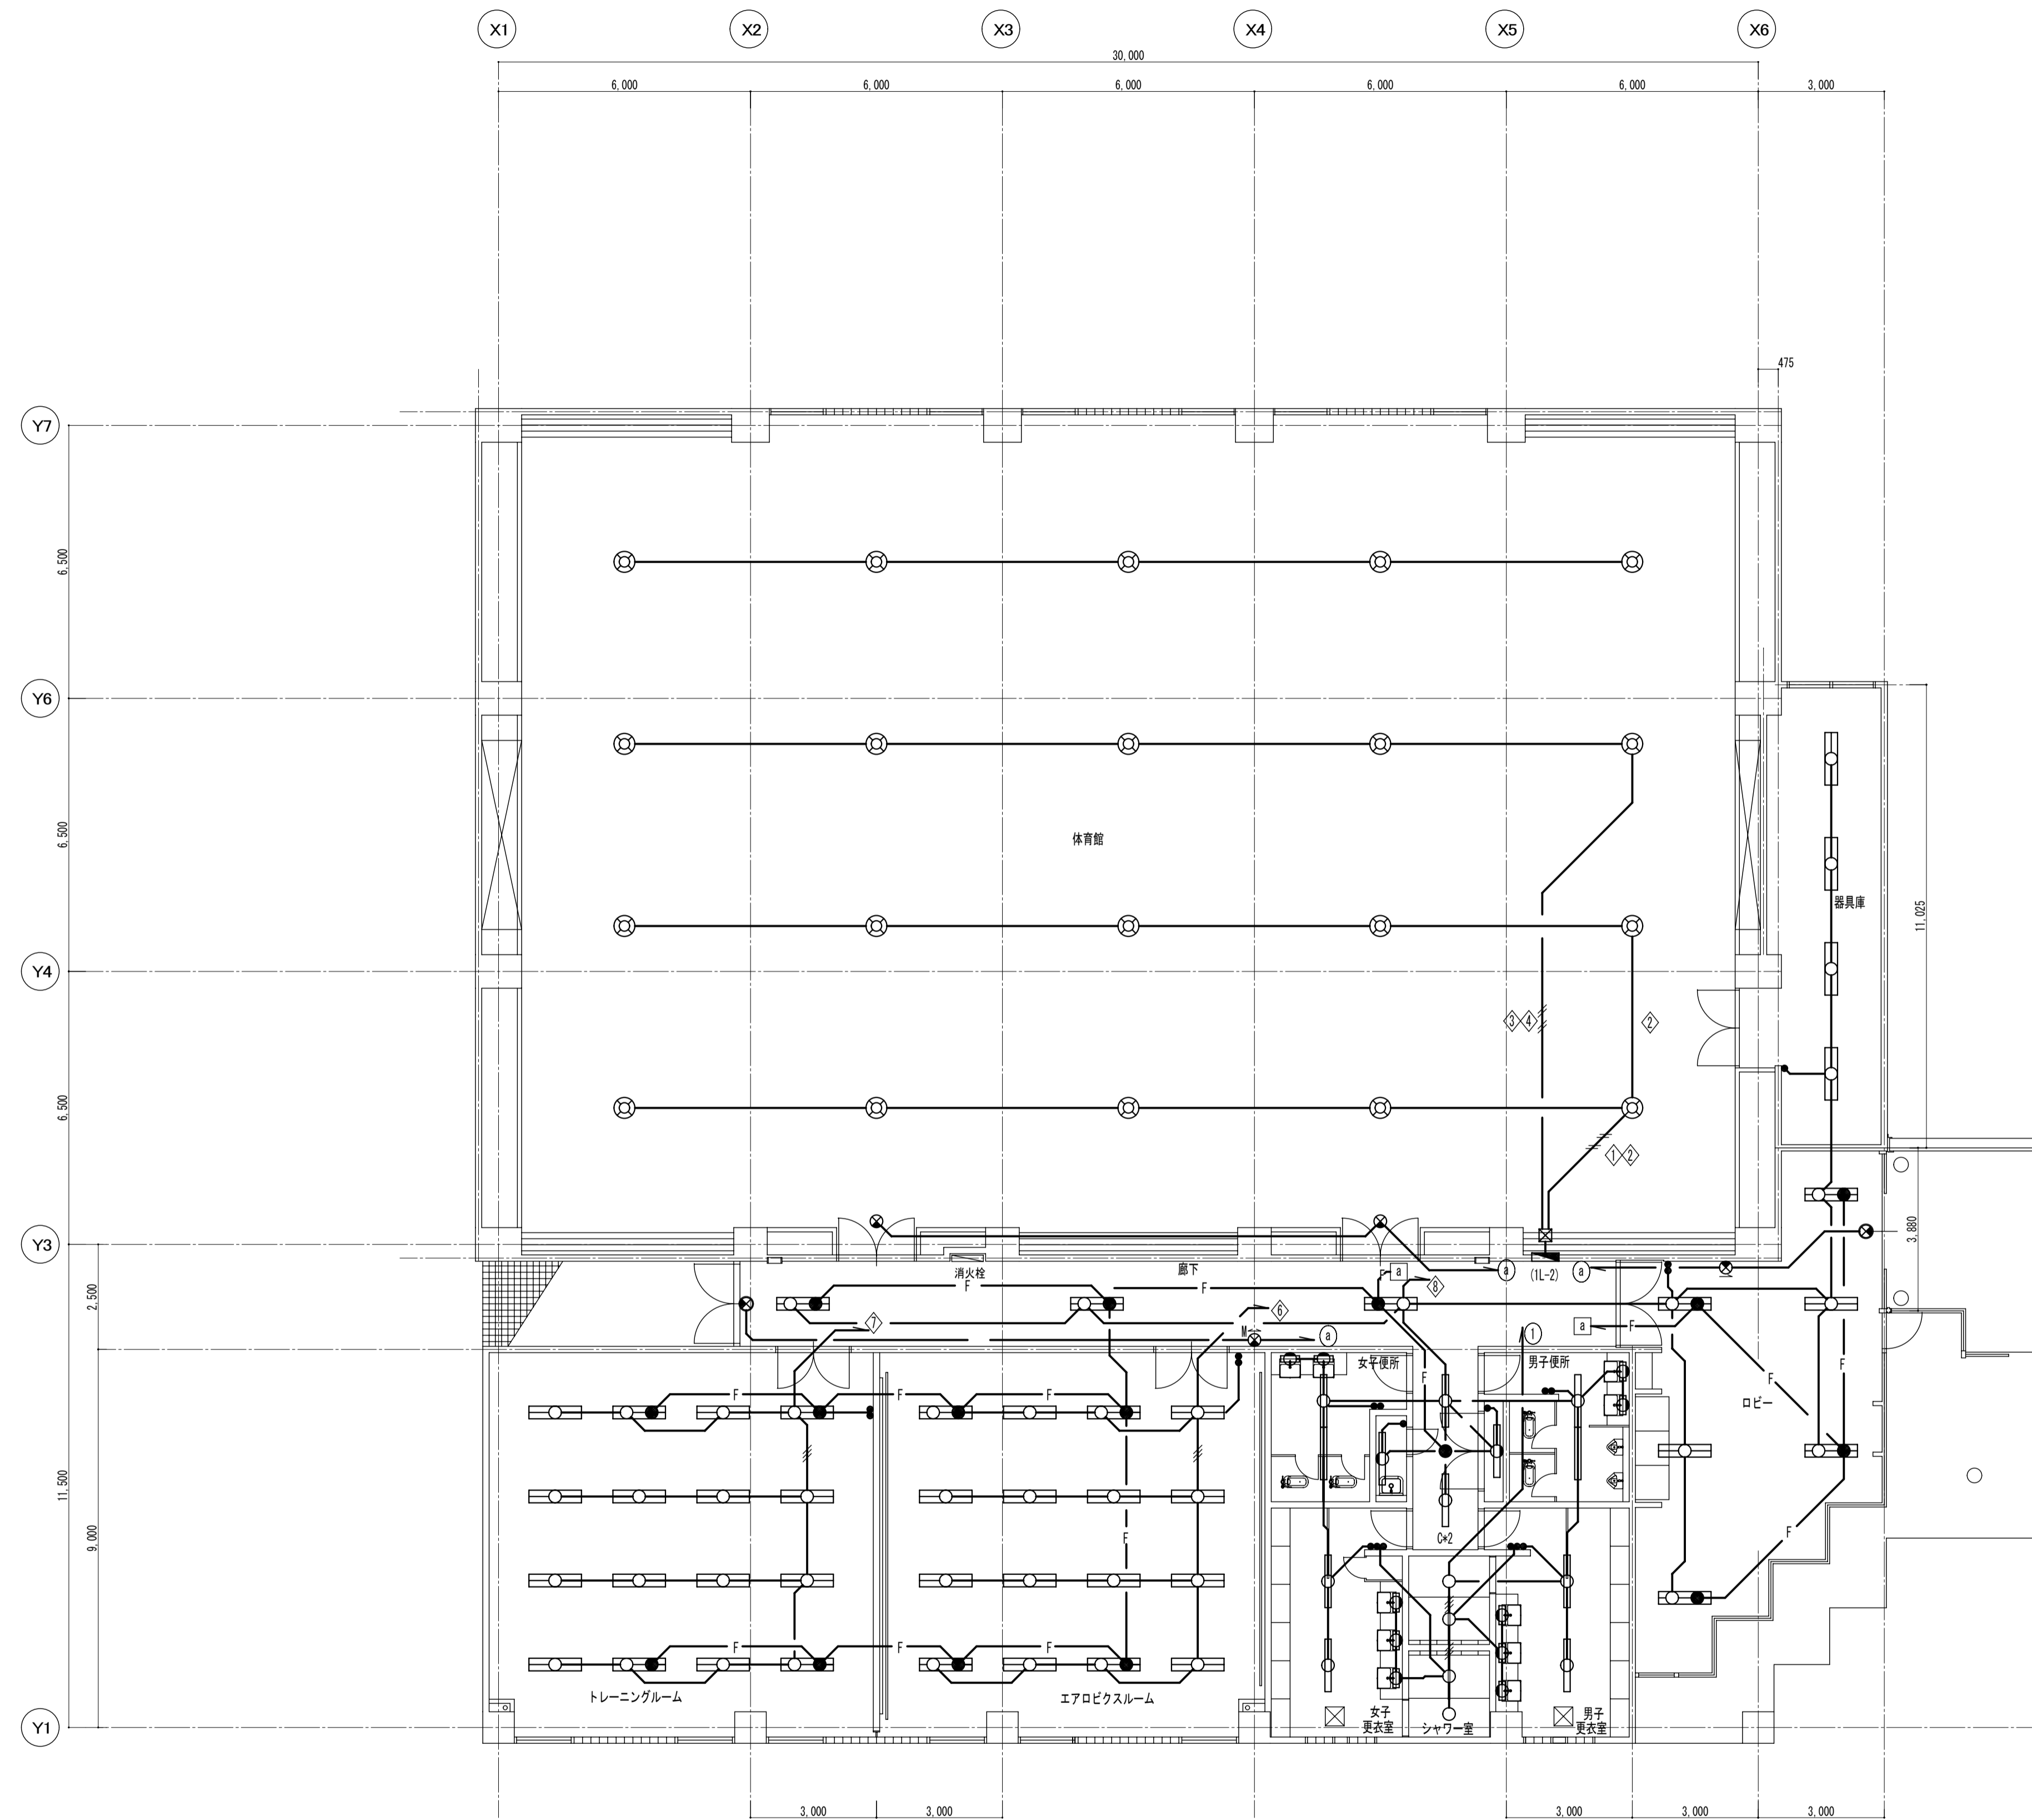 X1 X2 X3 X4 X5 X6
30,000
6,000 6,000 6,000 6,000 6,000 3,000
475
Y7
6,500
Y6
6,500
体育館
器具庫
11,025
Y4
3 4
2
6,500
1 2
3,880
Y3
消火栓
廊下
a
a
(1L-2)
a
F
F
F
8
2,500
7
6
M
a
1
a
F
女子便所
男子便所
F
F
F
F
F
F
ロビー
11,500
9,000
F
C*2
F
F
F
F
トレーニングルーム
エアロビクスルーム
女子
更衣室
シャワー室
男子
更衣室
Y1
3,000 3,000 3,000 3,000 3,000